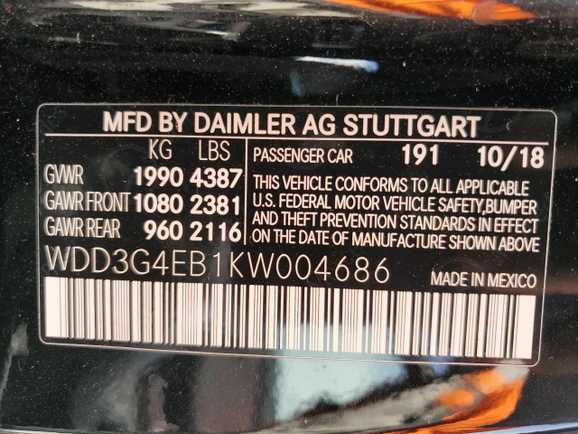 MFD BY DAIMLER AG STUTTGART
KG LBS
GVWR 1990 4387
GAWR FRONT 1080 2381
GAWR REAR 960 2116
PASSENGER CAR 191 10/18
THIS VEHICLE CONFORMS TO ALL APPLICABLE
U.S. FEDERAL MOTOR VEHICLE SAFETY,BUMPER
AND THEFT PREVENTION STANDARDS IN EFFECT
ON THE DATE OF MANUFACTURE SHOWN ABOVE
WDD3G4EB1KW004686
MADE IN MEXICO